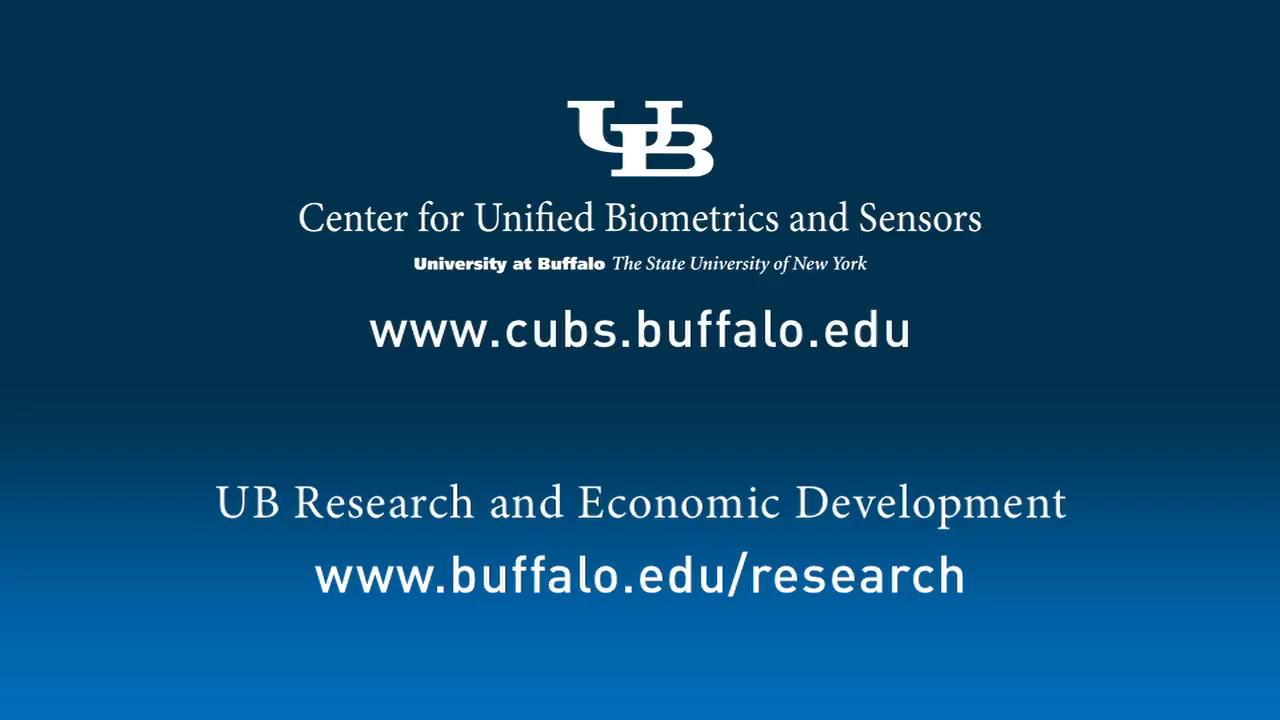 UB
Center for Unified Biometrics and Sensors
University at Buffalo The State University of New York
www.cubs.buffalo.edu
UB Research and Economic Development
www.buffalo.edu/research